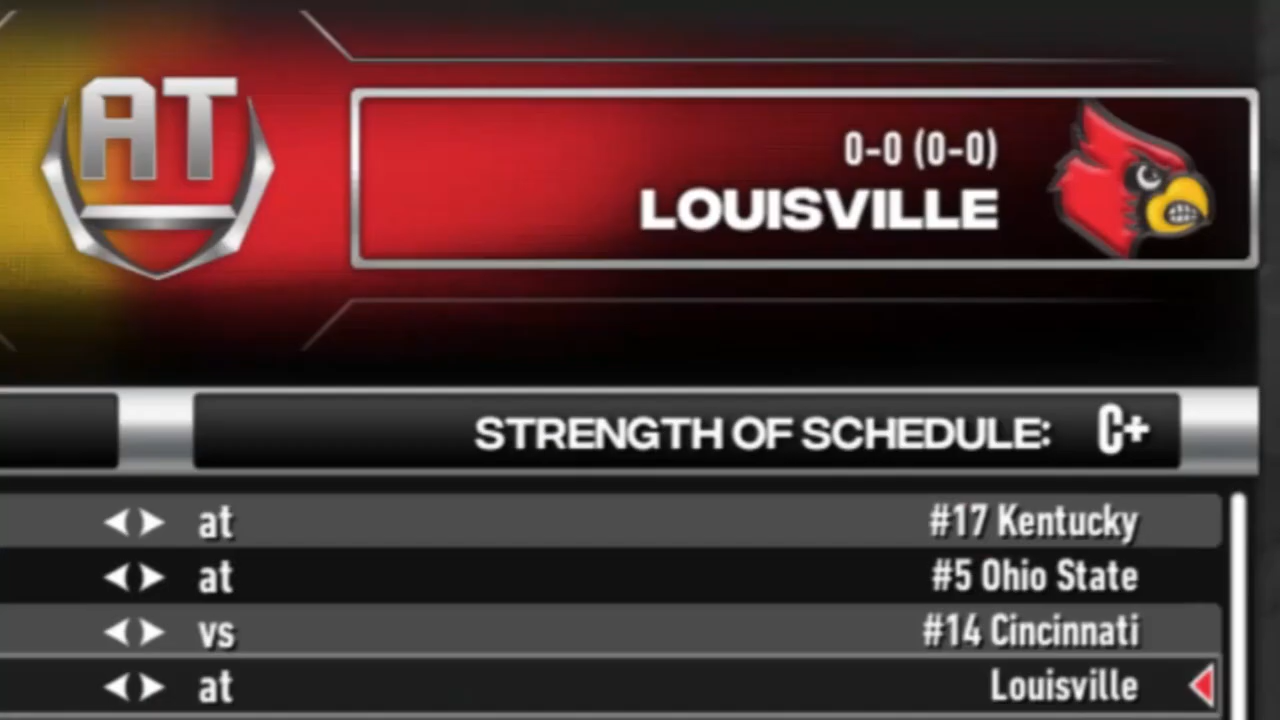 AT
0-0 (0-0)
LOUISVILLE
STRENGTH OF SCHEDULE: C+
at #17 Kentucky
at #5 Ohio State
vs #14 Cincinnati
at Louisville